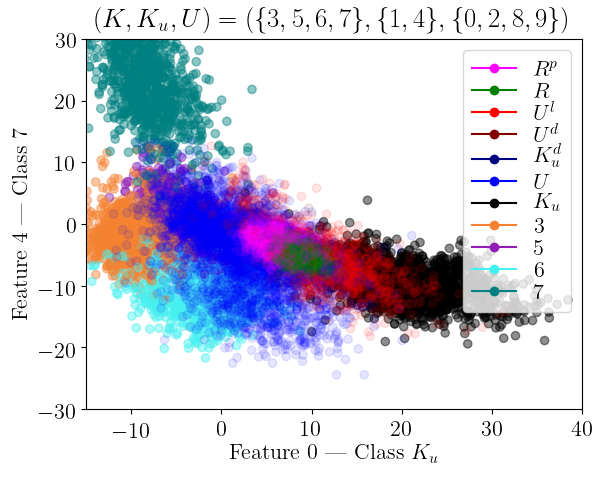 (K, K_u, U) = ({3, 5, 6, 7}, {1, 4}, {0, 2, 8, 9})
30
20
10
0
−10
−20
−30
Feature 4 — Class 7
R^p
R
U^l
U^d
K_u^d
U
K_u
3
5
6
7
−10
0
10
20
30
40
Feature 0 — Class K_u